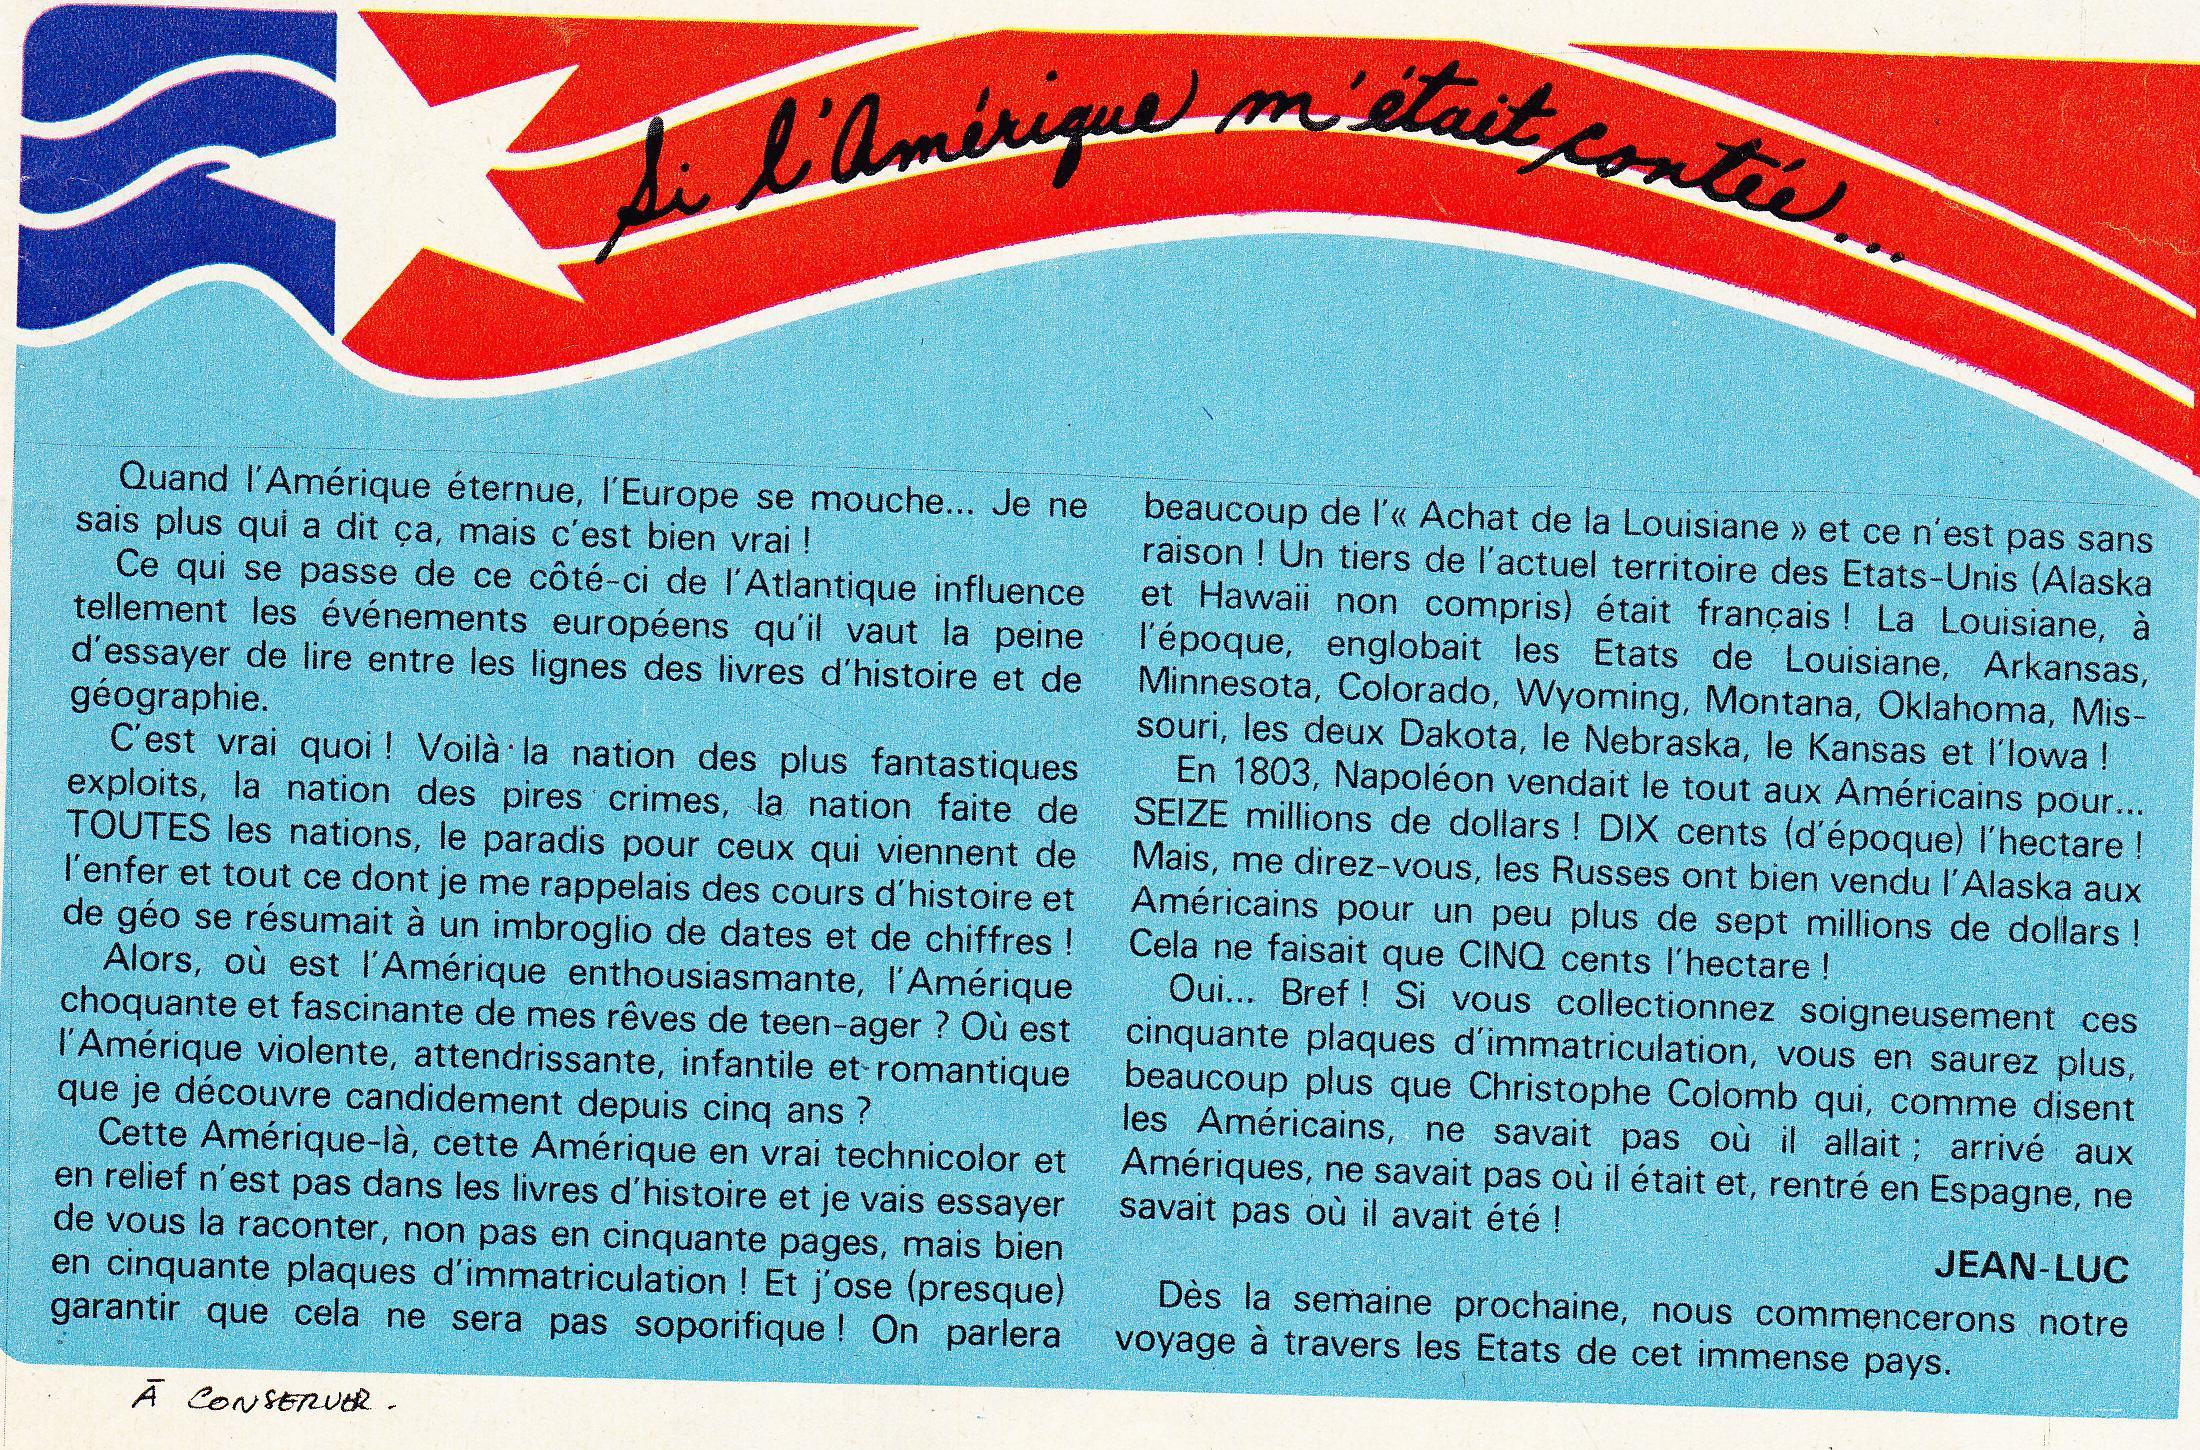 Si l'Amérique m'était contée...
Quand l'Amérique éternue, l'Europe se mouche... Je ne
sais plus qui a dit ça, mais c'est bien vrai !
Ce qui se passe de ce côté-ci de l'Atlantique influence
tellement les événements européens qu'il vaut la peine
d'essayer de lire entre les lignes des livres d'histoire et de
géographie.
C'est vrai quoi ! Voilà la nation des plus fantastiques
exploits, la nation des pires crimes, la nation faite de
TOUTES les nations, le paradis pour ceux qui viennent de
l'enfer et tout ce dont je me rappelais des cours d'histoire et
de géo se résumait à un imbroglio de dates et de chiffres !
Alors, où est l'Amérique enthousiasmante, l'Amérique
choquante et fascinante de mes rêves de teen-ager ? Où est
l'Amérique violente, attendrissante, infantile et romantique
que je découvre candidement depuis cinq ans ?
Cette Amérique-là, cette Amérique en vrai technicolor et
en relief n'est pas dans les livres d'histoire et je vais essayer
de vous la raconter, non pas en cinquante pages, mais bien
en cinquante plaques d'immatriculation ! Et j'ose (presque)
garantir que cela ne sera pas soporifique ! On parlera
beaucoup de l'« Achat de la Louisiane » et ce n'est pas sans
raison ! Un tiers de l'actuel territoire des Etats-Unis (Alaska
et Hawaii non compris) était français ! La Louisiane, à
l'époque, englobait les Etats de Louisiane, Arkansas,
Minnesota, Colorado, Wyoming, Montana, Oklahoma, Mis-
souri, les deux Dakota, le Nebraska, le Kansas et l'Iowa !
En 1803, Napoléon vendait le tout aux Américains pour...
SEIZE millions de dollars ! DIX cents (d'époque) l'hectare !
Mais, me direz-vous, les Russes ont bien vendu l'Alaska aux
Américains pour un peu plus de sept millions de dollars !
Cela ne faisait que CINQ cents l'hectare !
Oui... Bref ! Si vous collectionnez soigneusement ces
cinquante plaques d'immatriculation, vous en saurez plus,
beaucoup plus que Christophe Colomb qui, comme disent
les Américains, ne savait pas où il allait ; arrivé aux
Amériques, ne savait pas où il était et, rentré en Espagne, ne
savait pas où il avait été !
JEAN-LUC
Dès la semaine prochaine, nous commencerons notre
voyage à travers les Etats de cet immense pays.
À CONSERVER.